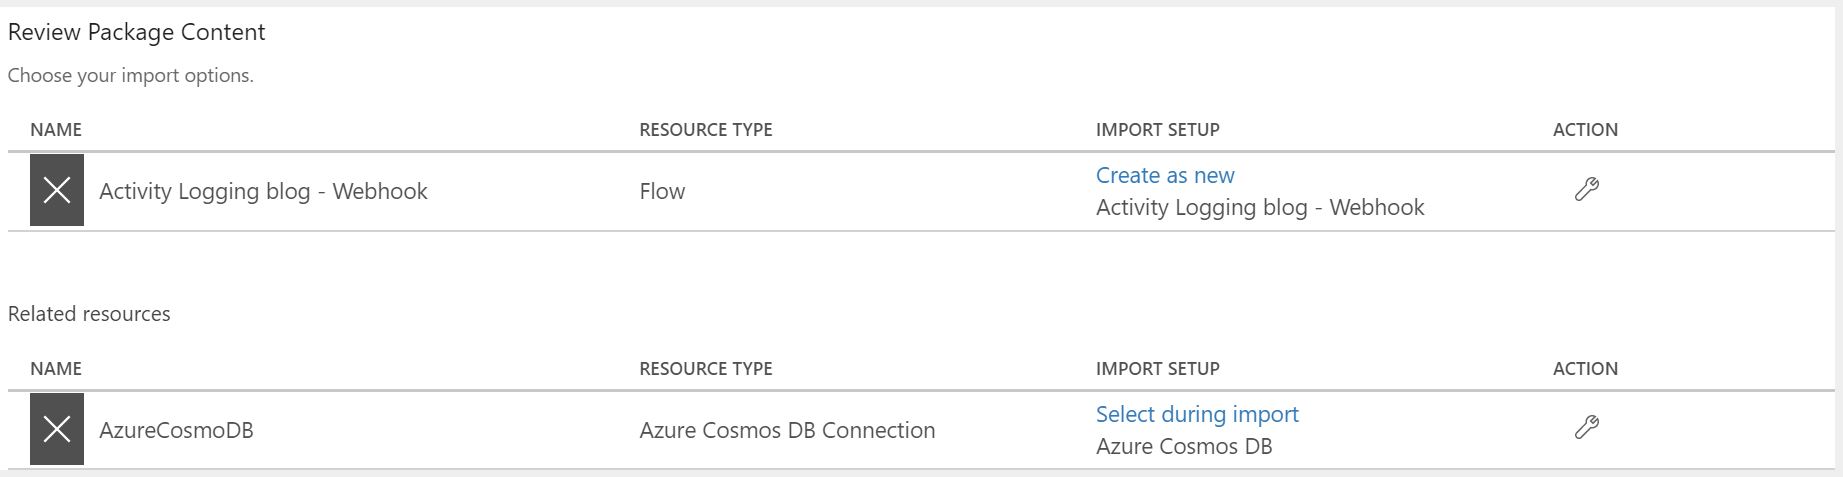 Review Package Content
Choose your import options.
NAME RESOURCE TYPE IMPORT SETUP ACTION
Activity Logging blog - Webhook Flow Create as new
Activity Logging blog - Webhook
Related resources
NAME RESOURCE TYPE IMPORT SETUP ACTION
AzureCosmoDB Azure Cosmos DB Connection Select during import
Azure Cosmos DB